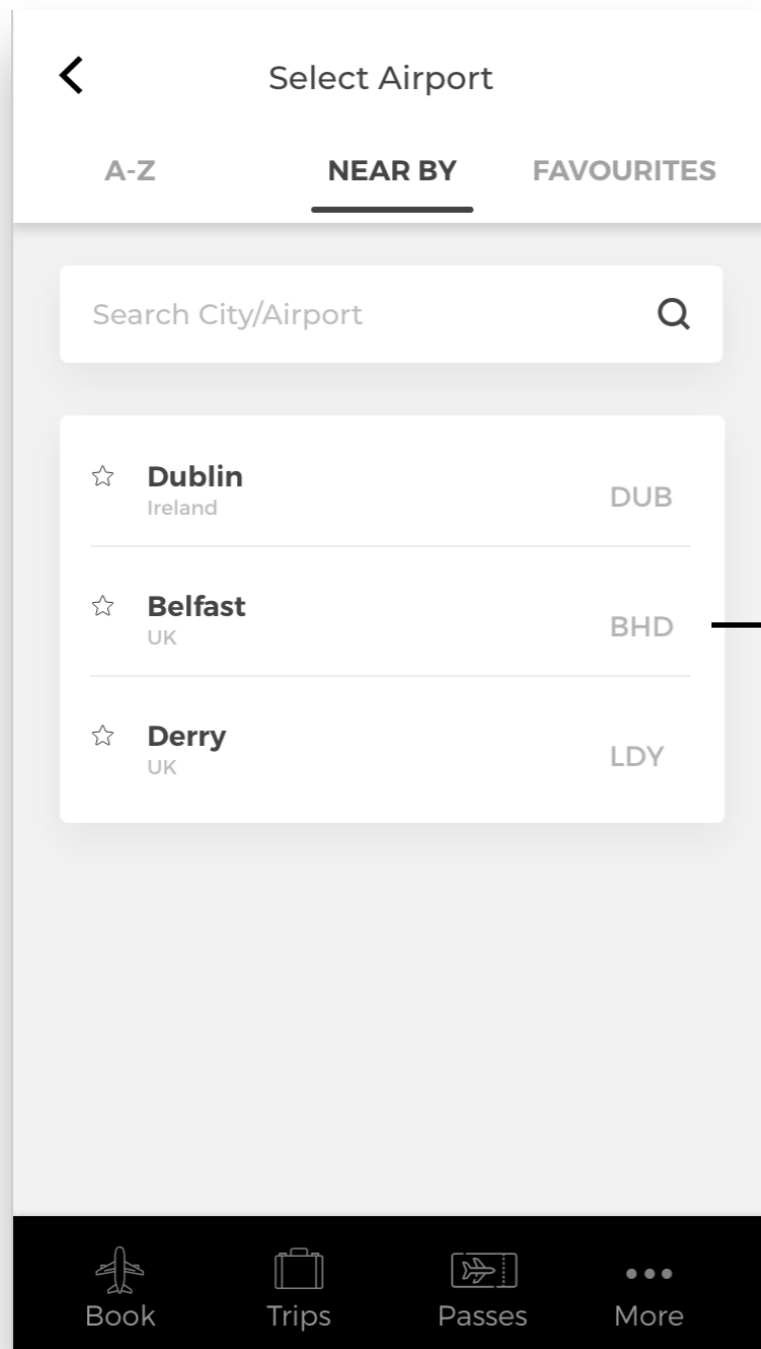 Select Airport
A-Z NEAR BY FAVOURITES
Search City/Airport
Dublin
Ireland
DUB
Belfast
UK
BHD
Derry
UK
LDY
Book Trips Passes More